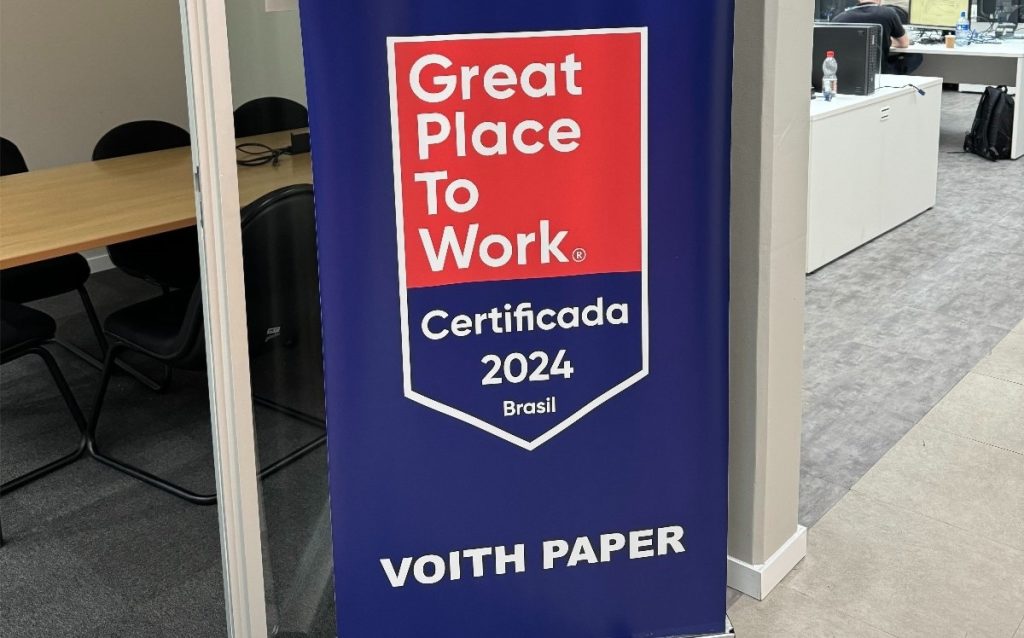 Great
Place
To
Work®
Certificada
2024
Brasil
VOITH PAPER